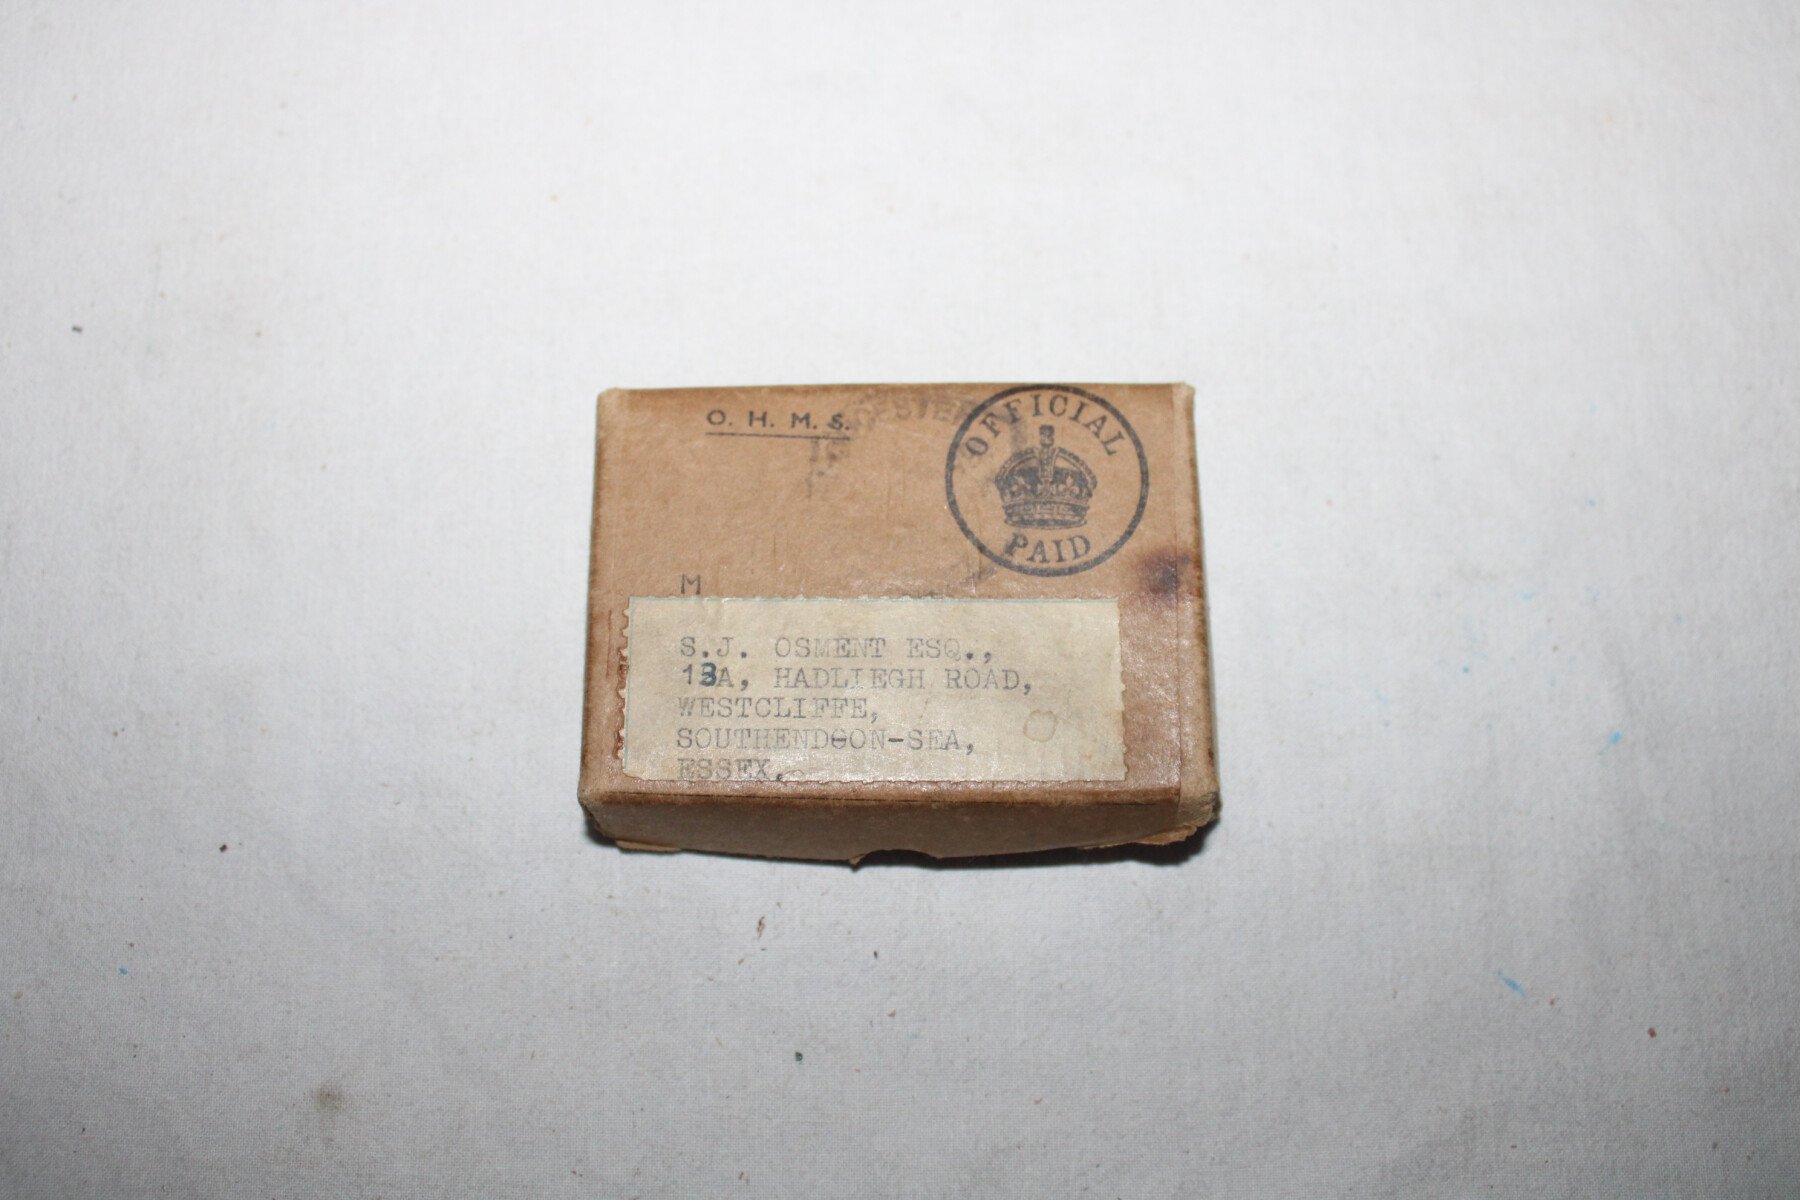 O. H. M. S.
OFFICIAL
PAID
M
S.J. OSMENT ESQ.,
13A, HADLIEGH ROAD,
WESTCLIFFE,
SOUTHENDOON-SEA,
ESSEX.